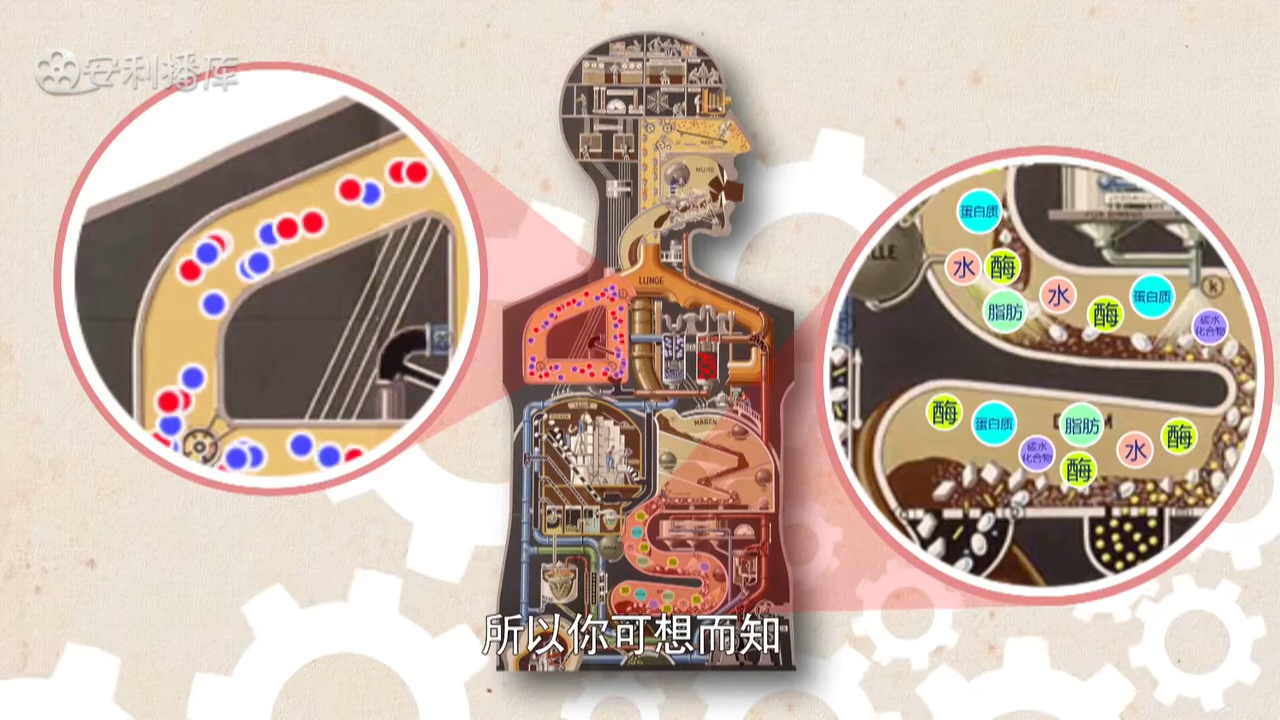 安利播库
MUND
LUNGE
MAGEN
LLE
k
蛋白质
水
酶
脂肪
水
酶
蛋白质
碳水
化合物
酶
蛋白质
碳水
化合物
脂肪
酶
水
酶
所以你可想而知